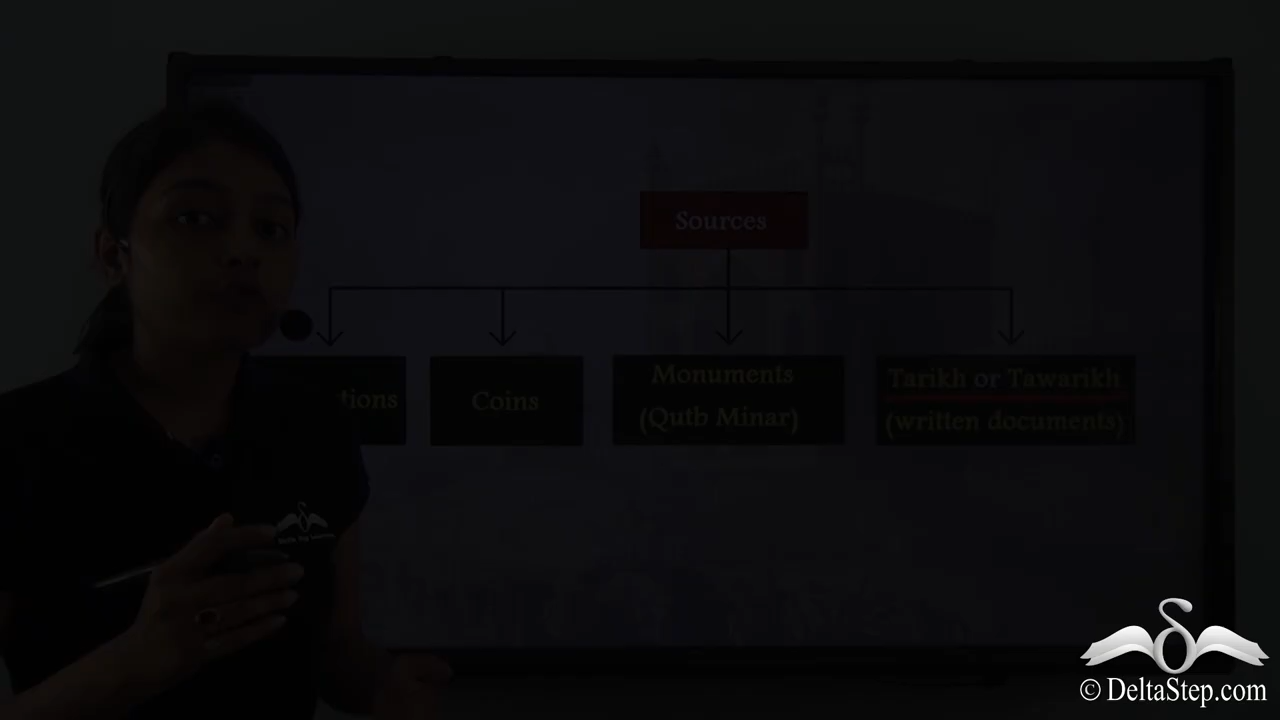 Sources
tions
Coins
Monuments
(Qutb Minar)
Tarikh or Tawarikh
(written documents)
© DeltaStep.com